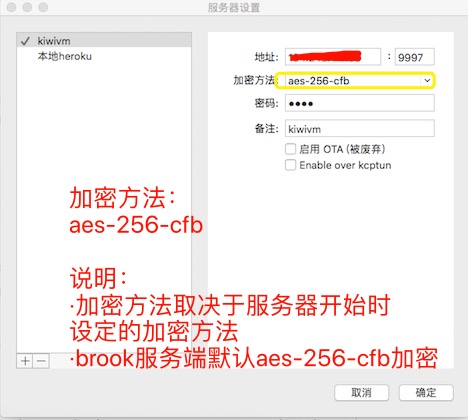 服务器设置
✓ kiwivm
本地heroku
地址: : 9997
加密方法: aes-256-cfb
密码: ●●●●
备注: kiwivm
启用 OTA (被废弃)
Enable over kcptun
加密方法:
aes-256-cfb
说明:
·加密方法取决于服务器开始时
设定的加密方法
·brook服务端默认aes-256-cfb加密
+ −
取消 确定